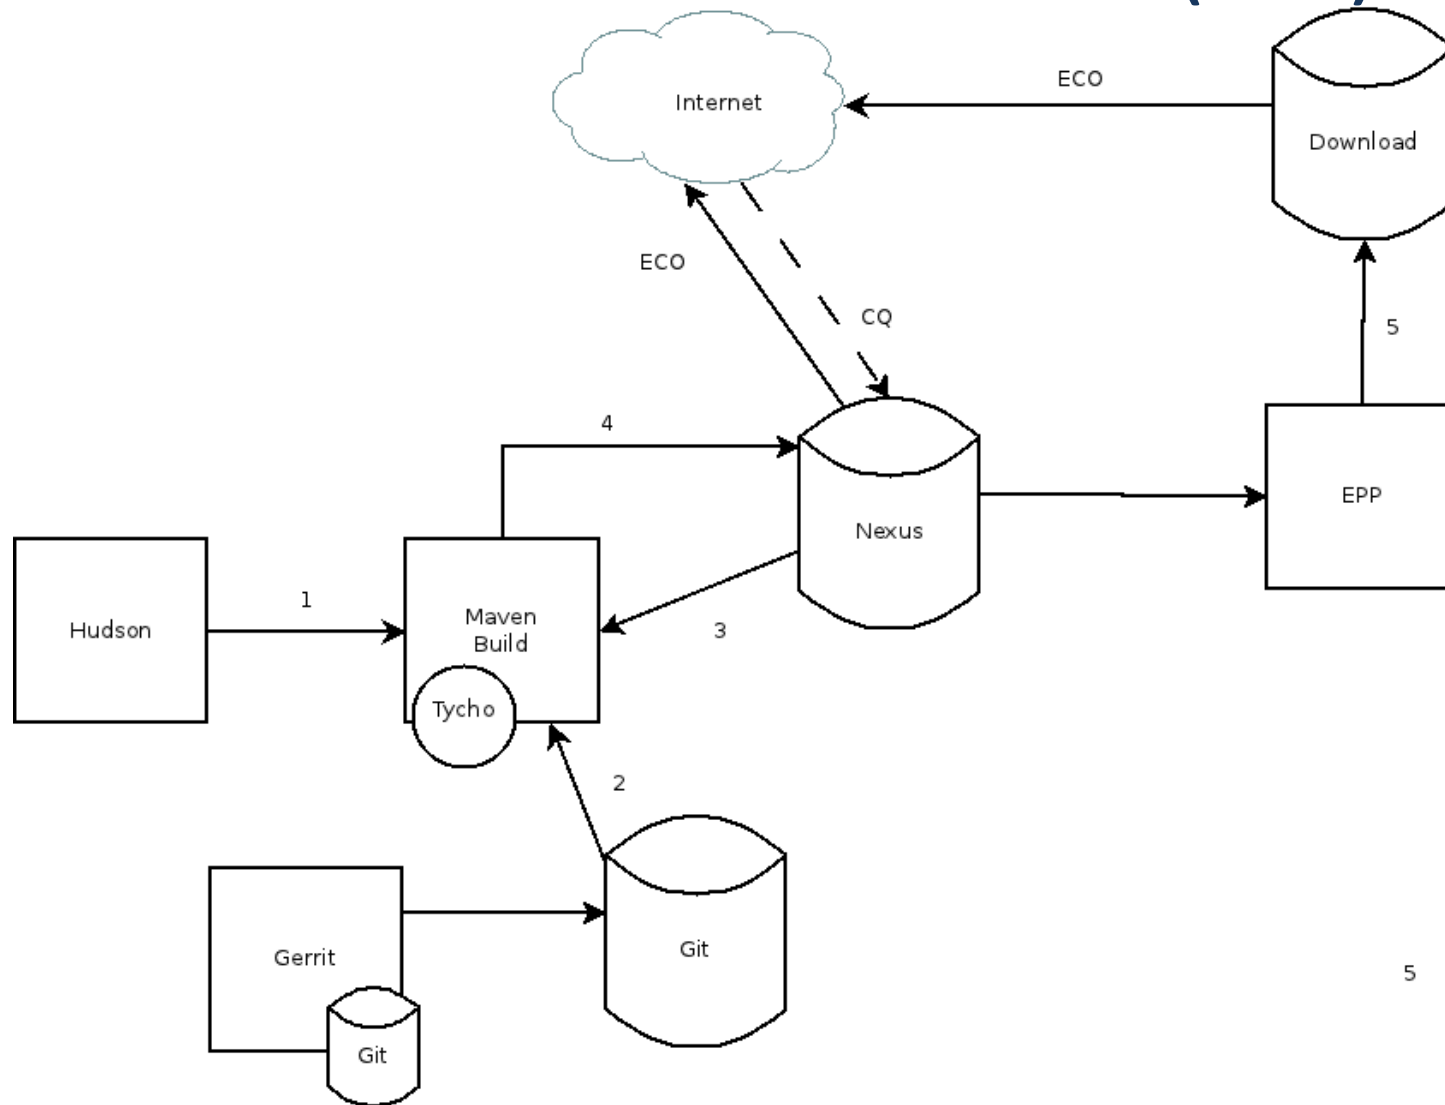 Internet
ECO
Download
ECO
CQ
5
4
Nexus
EPP
Hudson
1
Maven
Build
3
Tycho
2
Gerrit
Git
5
Git